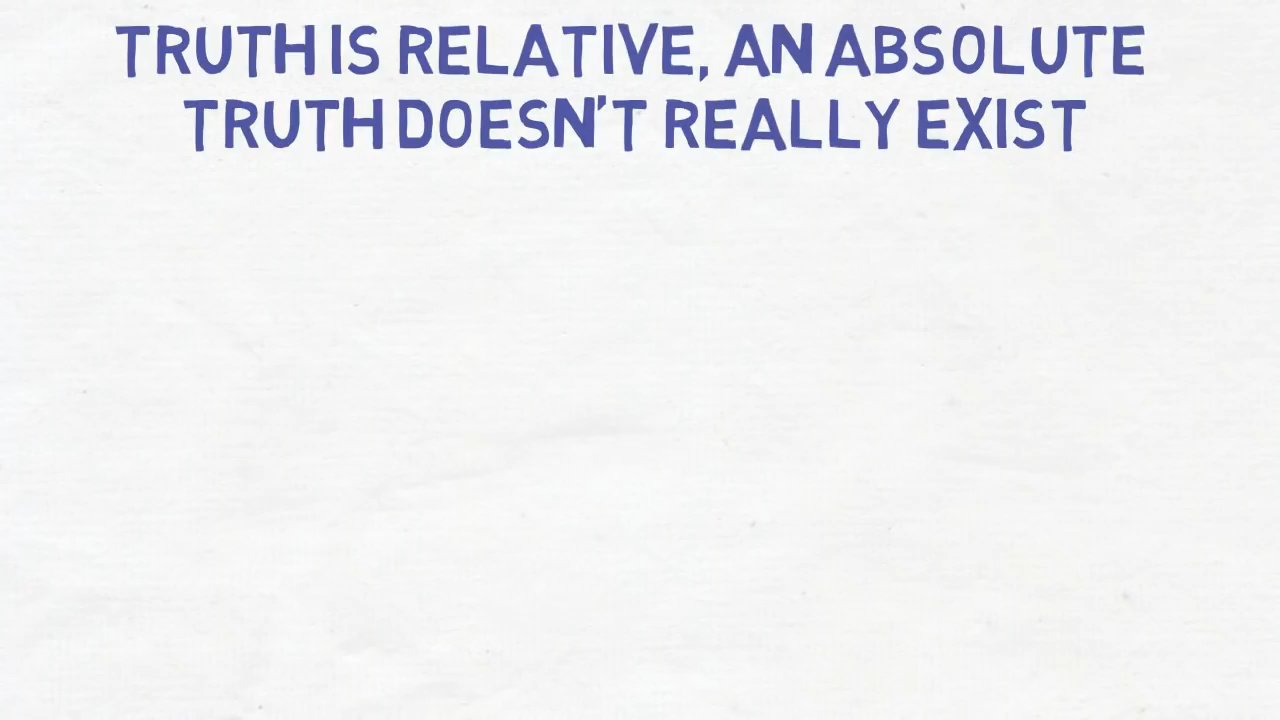 TRUTH IS RELATIVE, AN ABSOLUTE
TRUTH DOESN'T REALLY EXIST